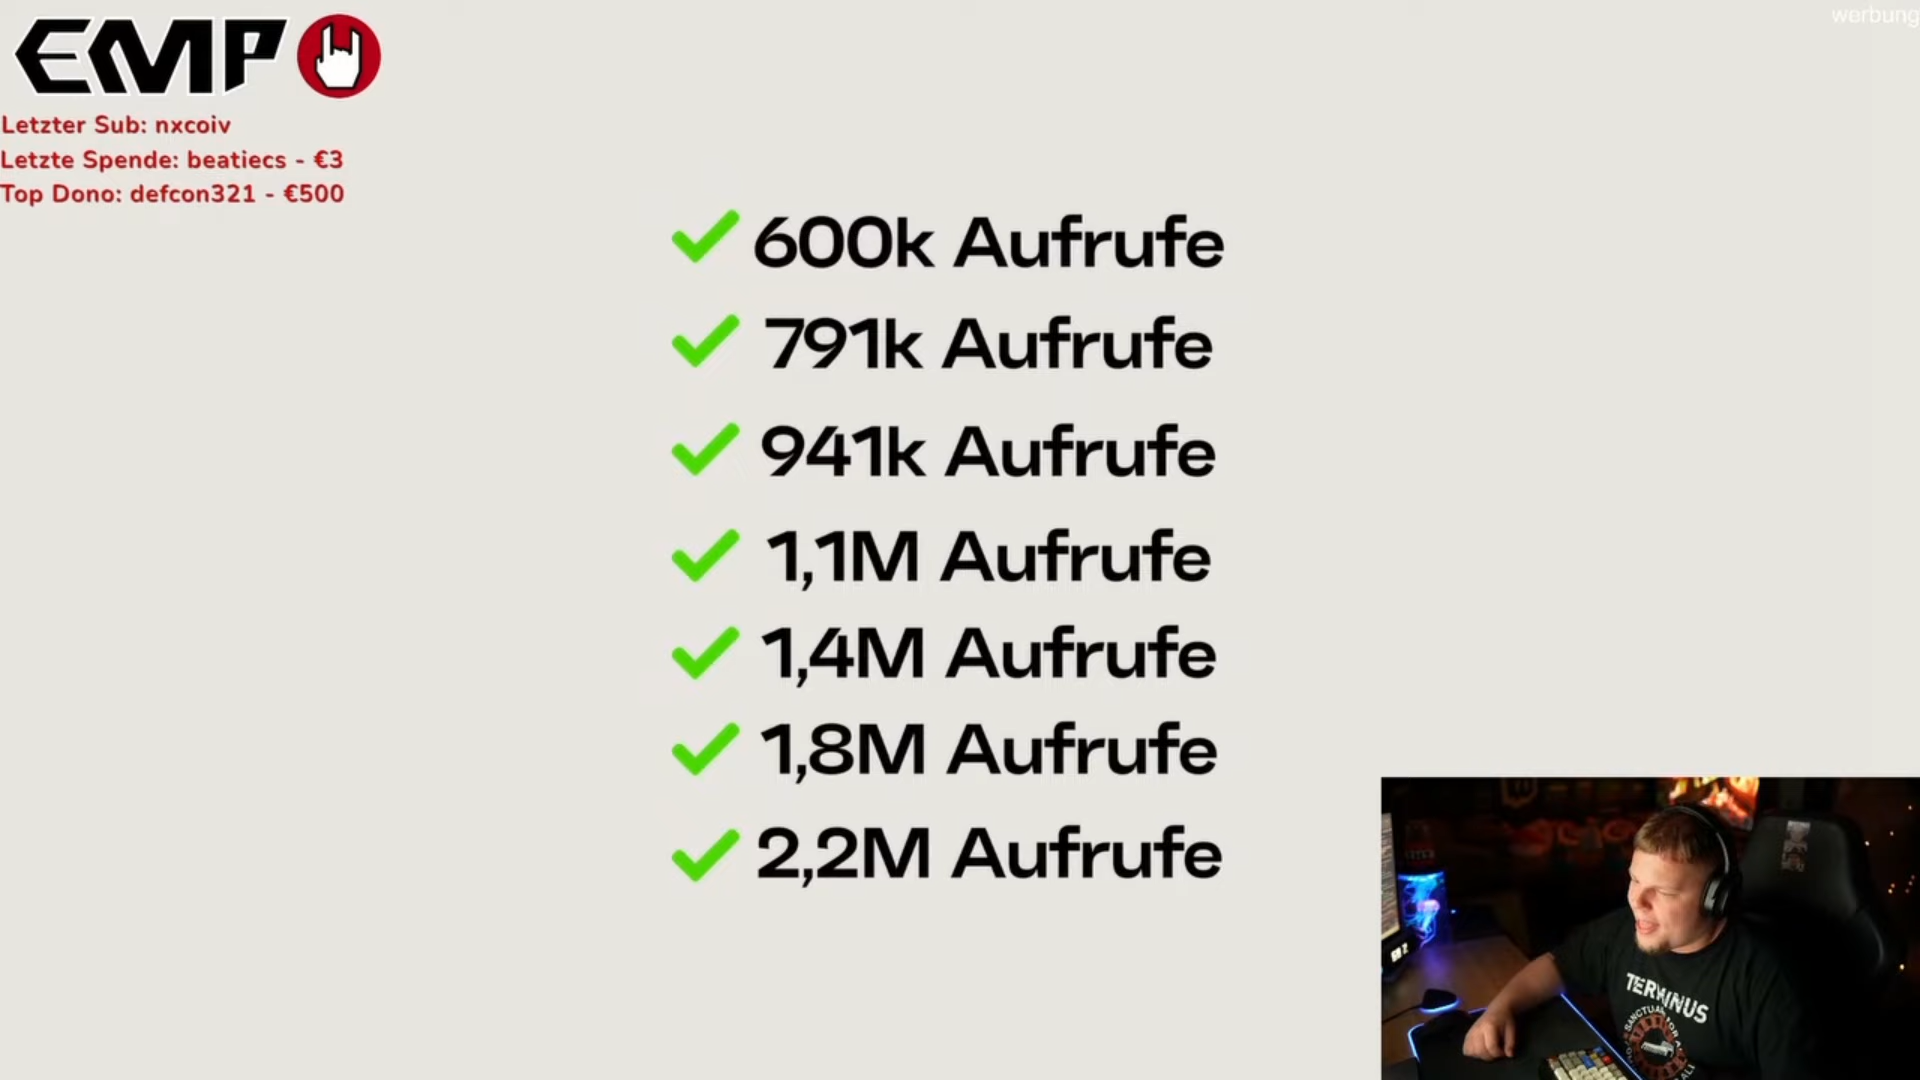 EMP
werbung
Letzter Sub: nxcoiv
Letzte Spende: beatiecs - €3
Top Dono: defcon321 - €500
600k Aufrufe
791k Aufrufe
941k Aufrufe
1,1M Aufrufe
1,4M Aufrufe
1,8M Aufrufe
2,2M Aufrufe
TERMINUS